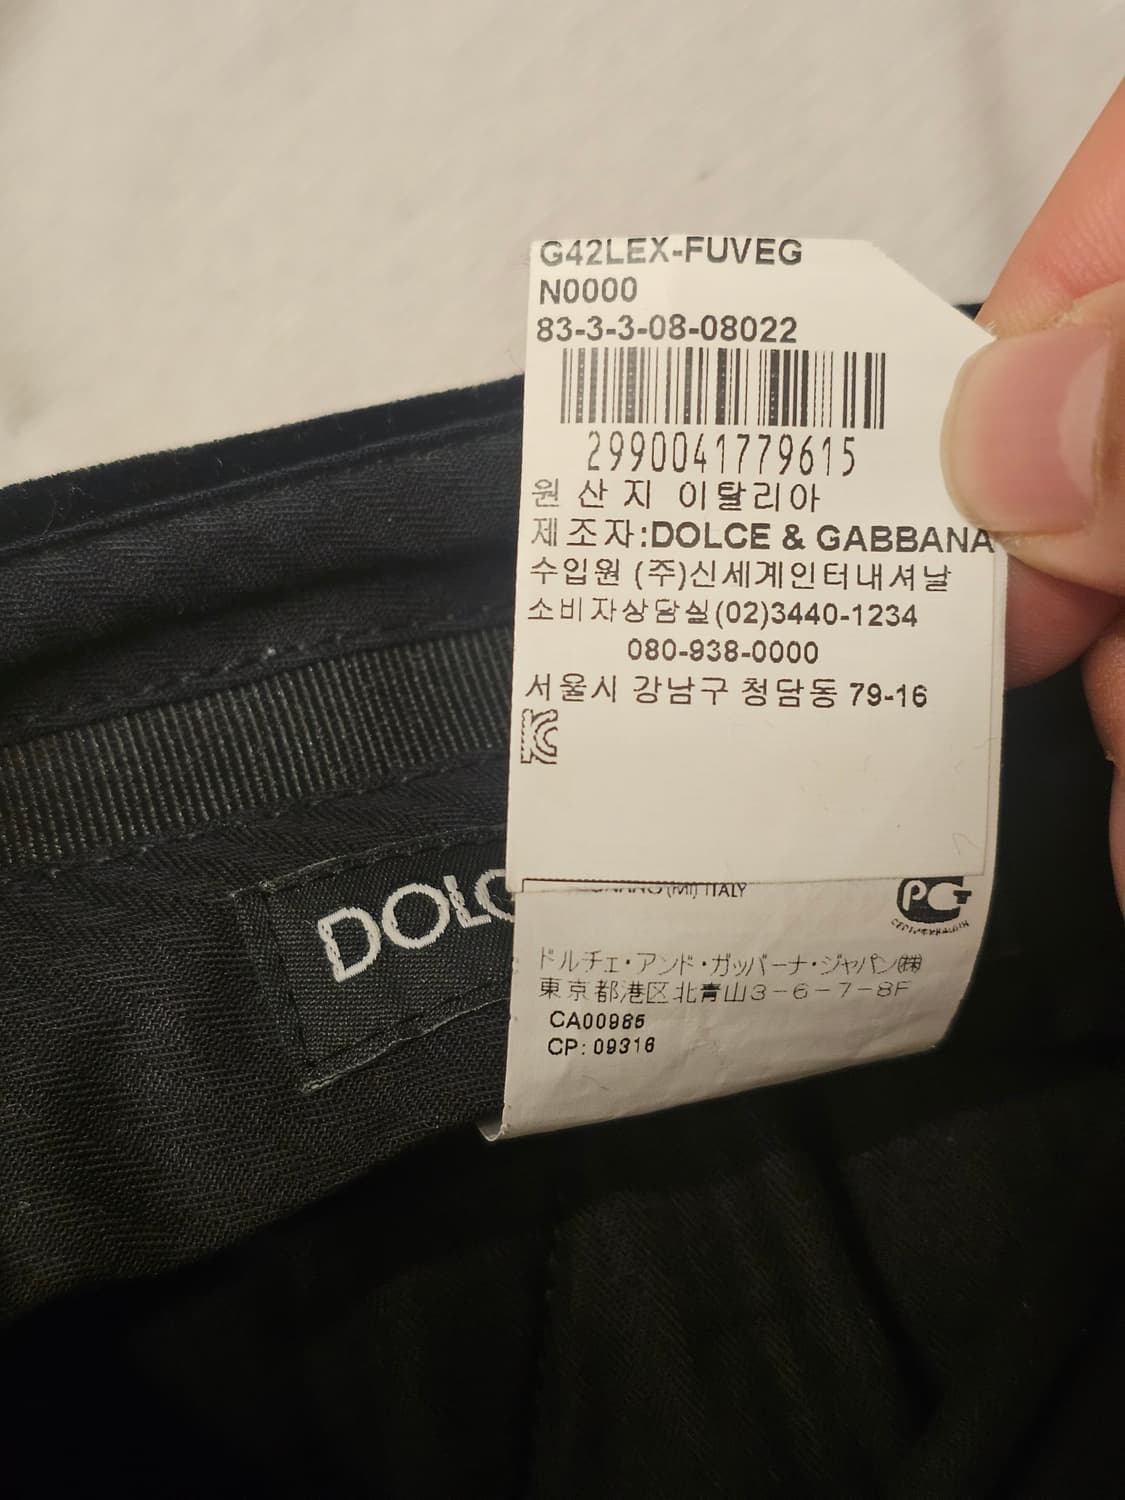 G42LEX-FUVEG
N0000
83-3-3-08-08022
2990041779615
원 산 지 이탈리아
제조자:DOLCE & GABBANA
수입원 (주)신세계인터내셔날
소비자상담실(02)3440-1234
080-938-0000
서울시 강남구 청담동 79-16
KC
(MI) ITALY
PCT
DOLC
ドルチェ・アンド・ガッバーナ・ジャパン㈱
東京都港区北青山3-6-7-8F
CA00985
CP: 09316